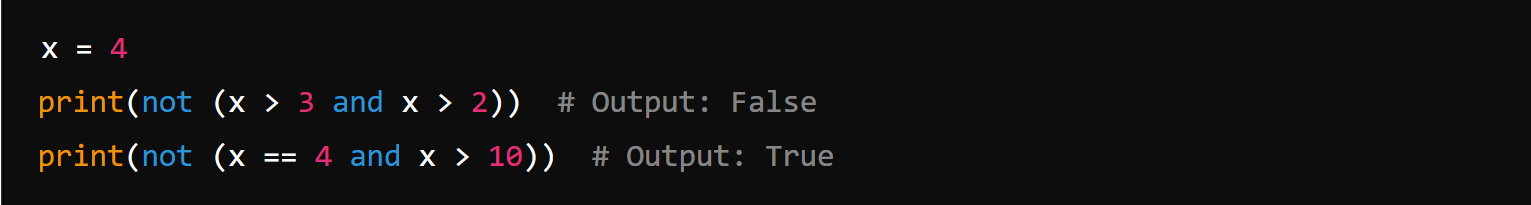 x = 4
print(not (x > 3 and x > 2))  # Output: False
print(not (x == 4 and x > 10))  # Output: True